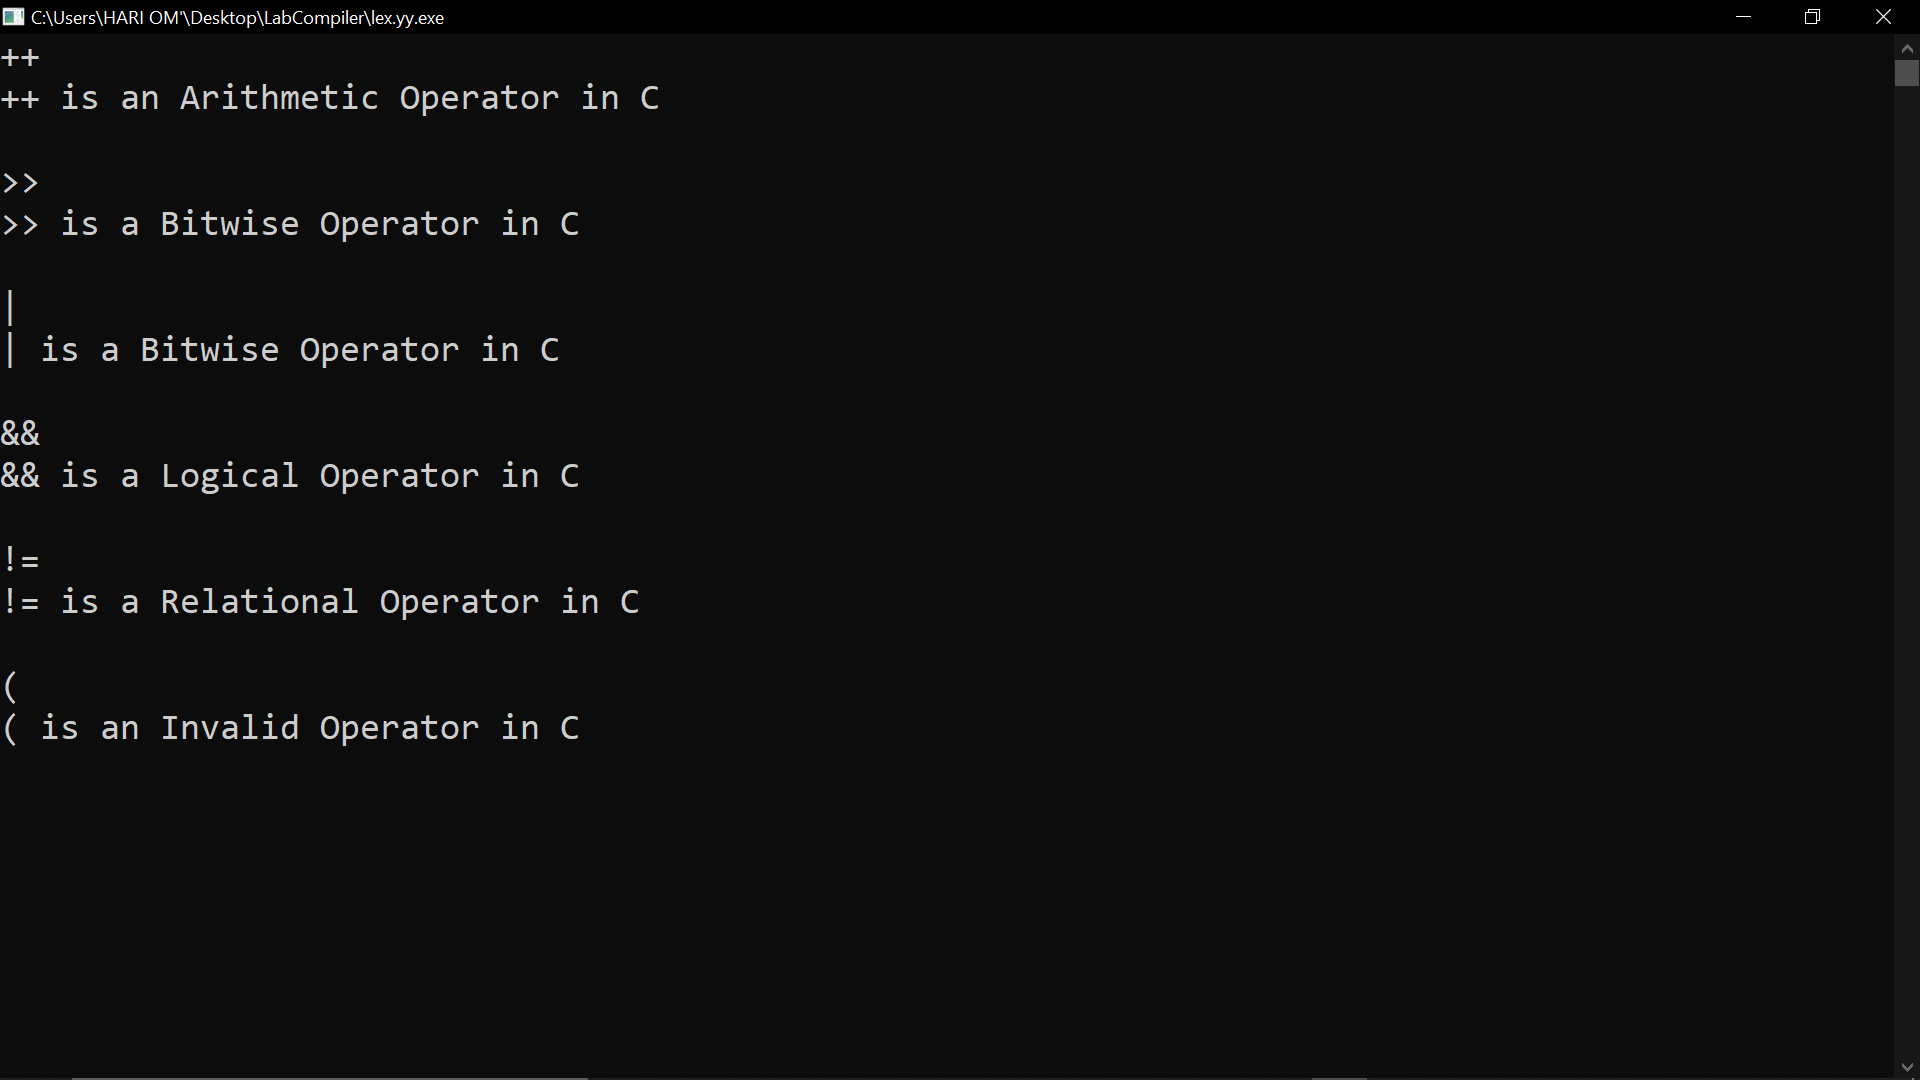 C:\Users\HARI OM'\Desktop\LabCompiler\lex.yy.exe
++
++ is an Arithmetic Operator in C
>>
>> is a Bitwise Operator in C
|
| is a Bitwise Operator in C
&&
&& is a Logical Operator in C
!=
!= is a Relational Operator in C
(
( is an Invalid Operator in C